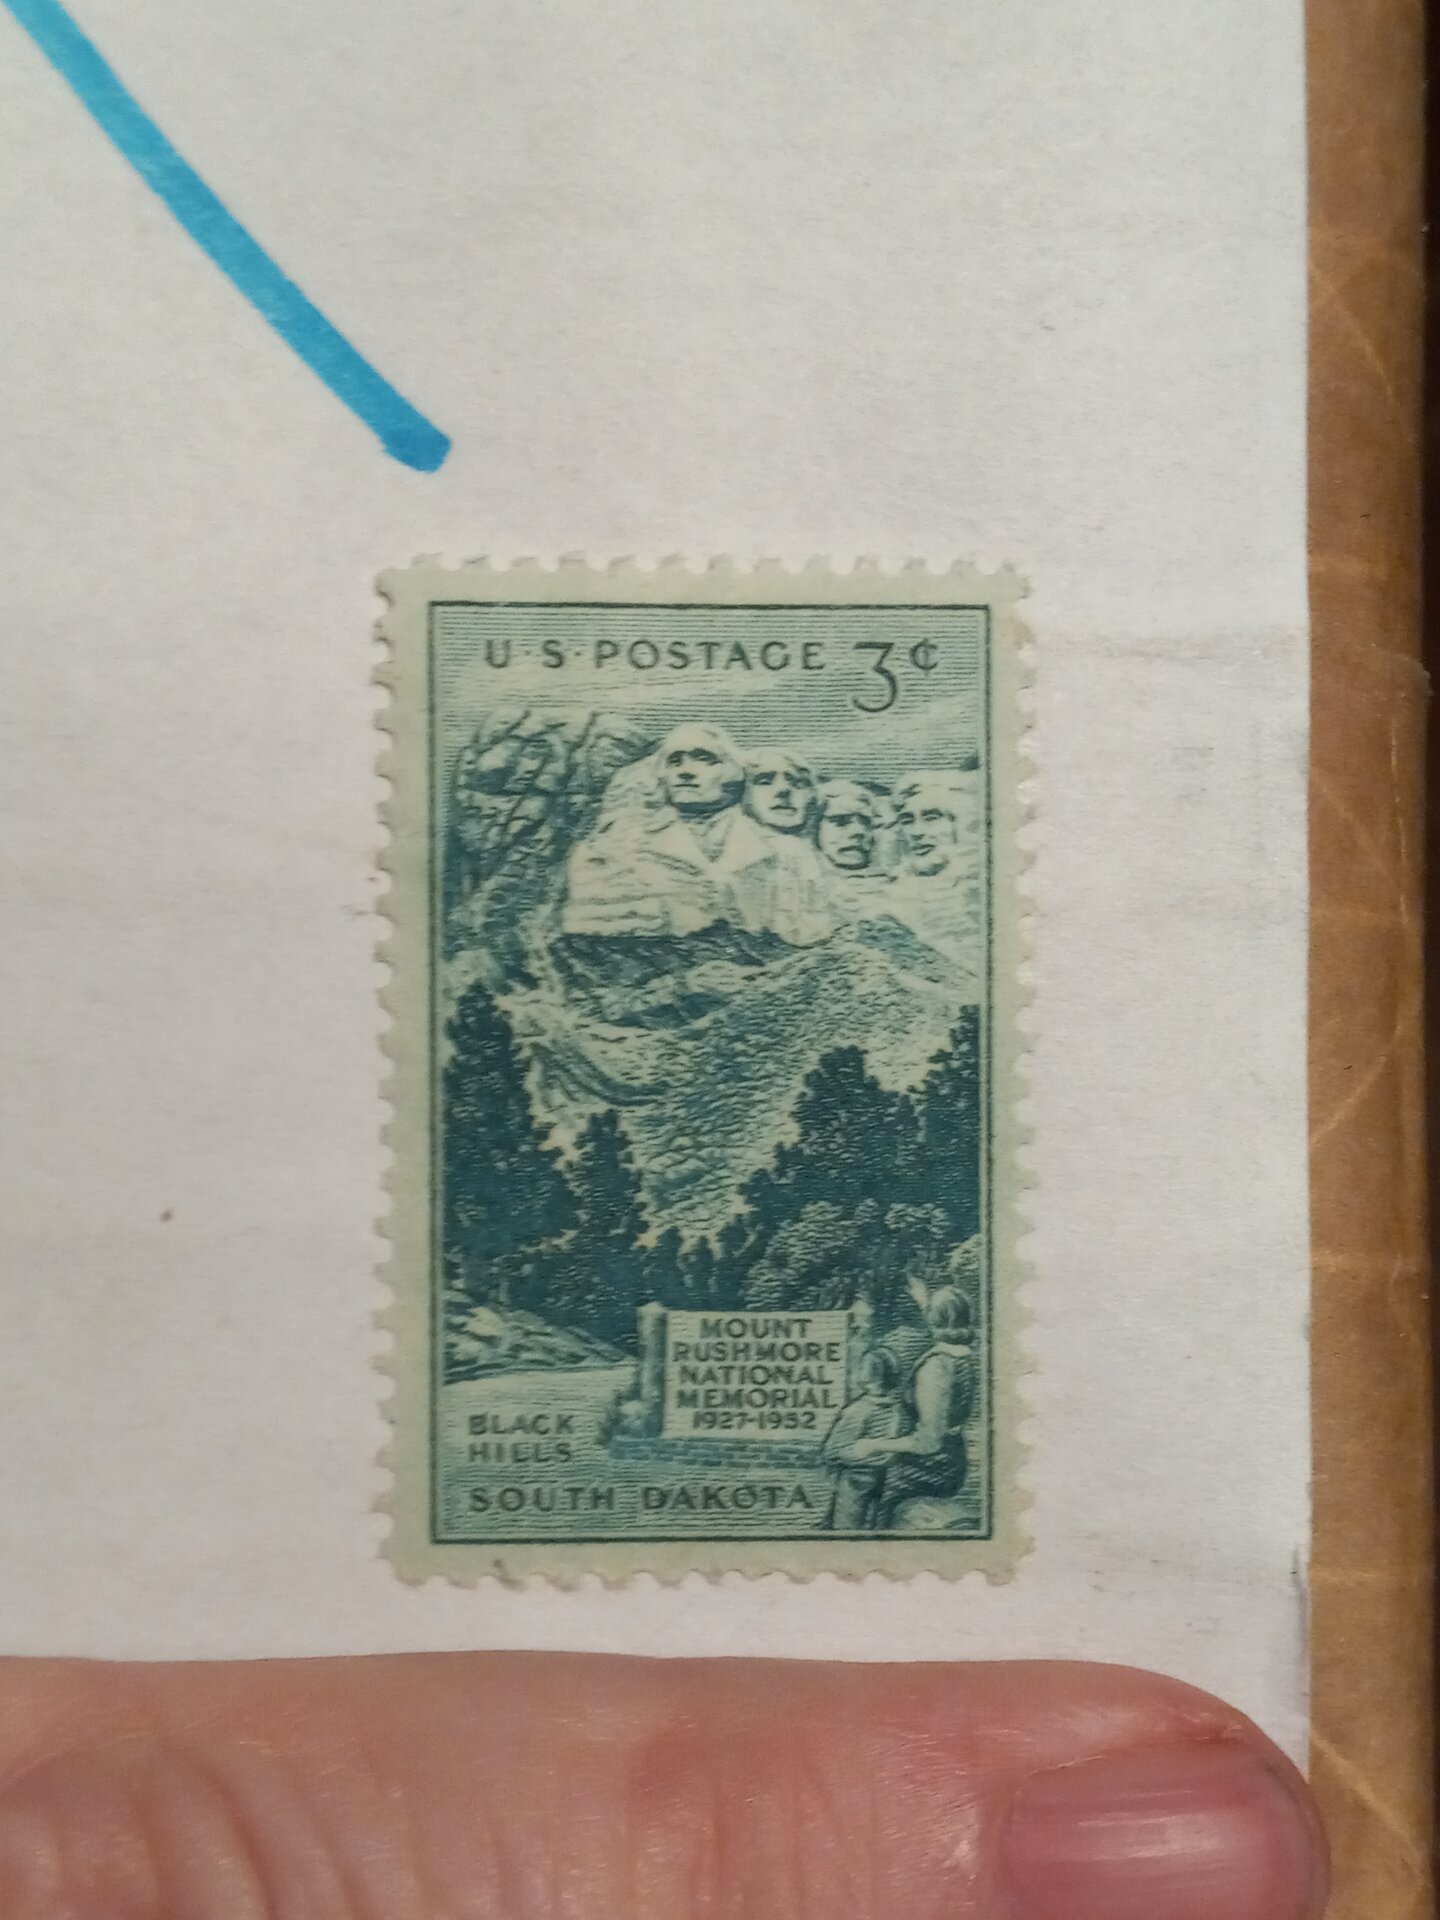 U·S·POSTAGE 3¢
MOUNT
RUSHMORE
NATIONAL
MEMORIAL
1927-1952
BLACK
HILLS
SOUTH DAKOTA